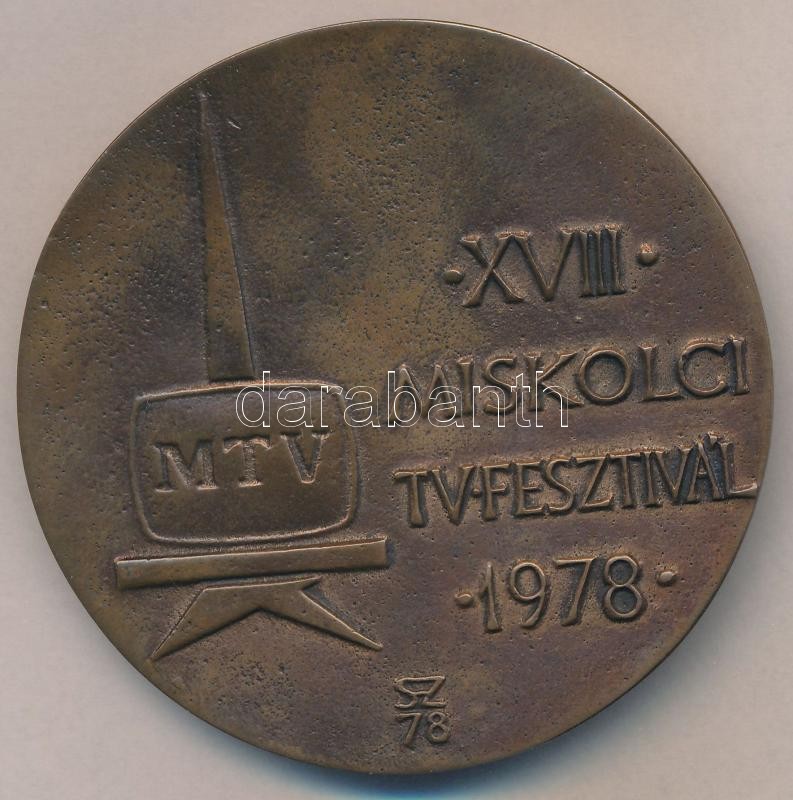 ·XVIII·
MISKOLCI
TV·FESZTIVÁL
·1978·
MTV
SZ
78
darabanth